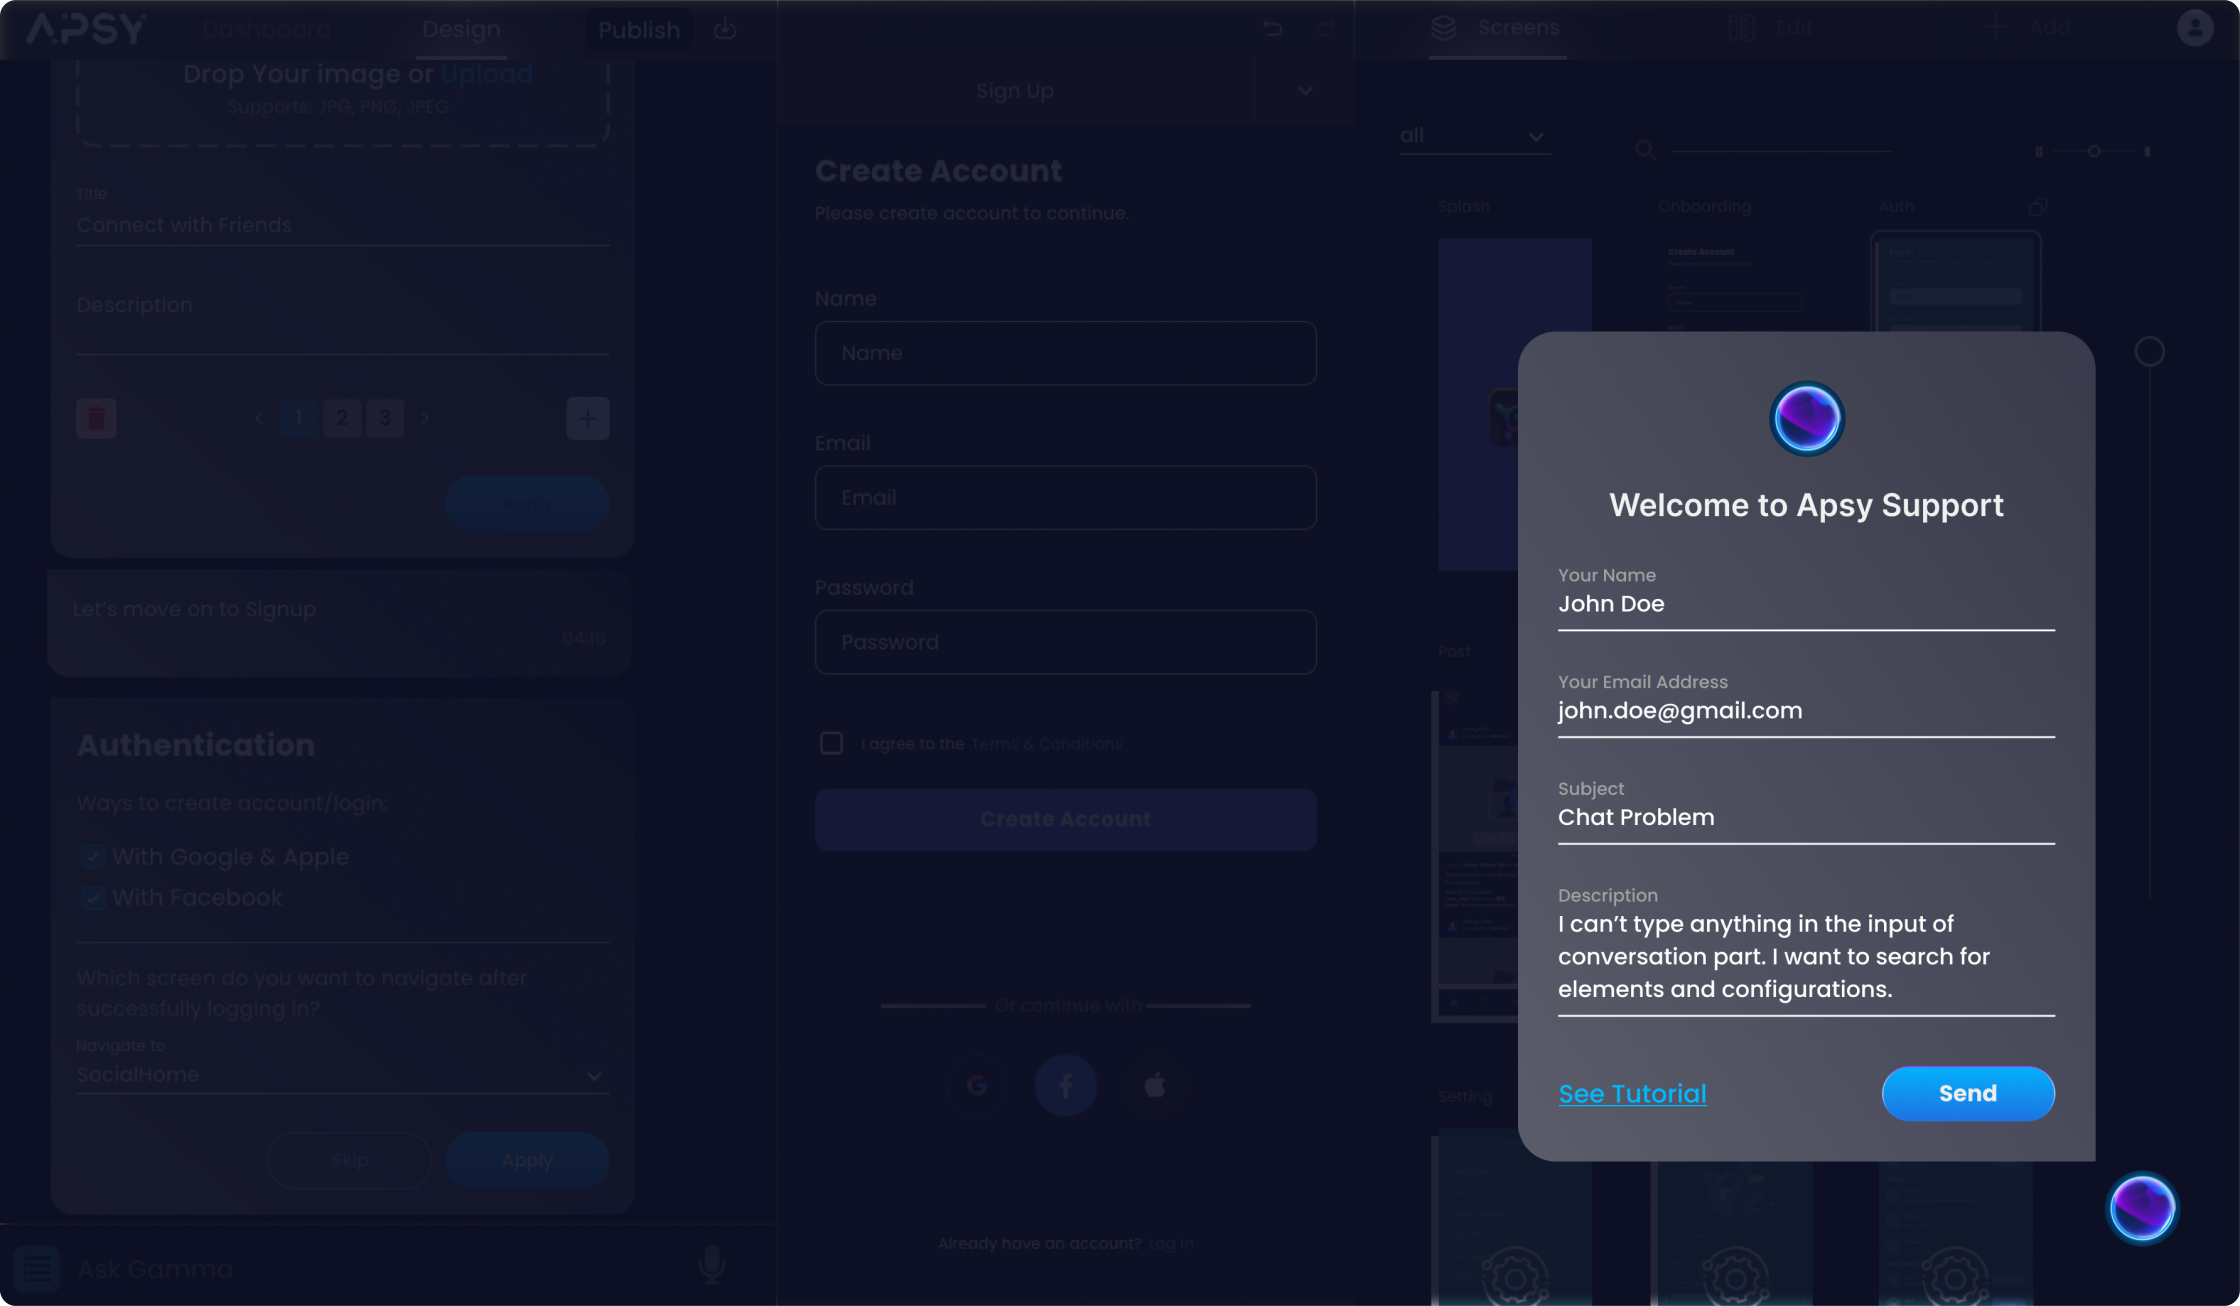 APSY
Dashboard
Design
Publish
Screens
Edit
Add
Drop Your image or Upload
Supports: JPG, PNG, JPEG
Title
Connect with Friends
Description
1
2
3
Apply
Let's move on to Signup
04:16
Authentication
Ways to create account/login:
With Google & Apple
With Facebook
Which screen do you want to navigate after
successfully logging in?
Navigate to
SocialHome
Skip
Apply
Ask Gamma
Sign Up
Create Account
Please create account to continue.
Name
Name
Email
Email
Password
Password
I agree to the Terms & Conditions
Create Account
Or continue with
Already have an account? Log in
all
Splash
Onboarding
Auth
Create Account
Post
Setting
Welcome to Apsy Support
Your Name
John Doe
Your Email Address
john.doe@gmail.com
Subject
Chat Problem
Description
I can’t type anything in the input of
conversation part. I want to search for
elements and configurations.
See Tutorial
Send